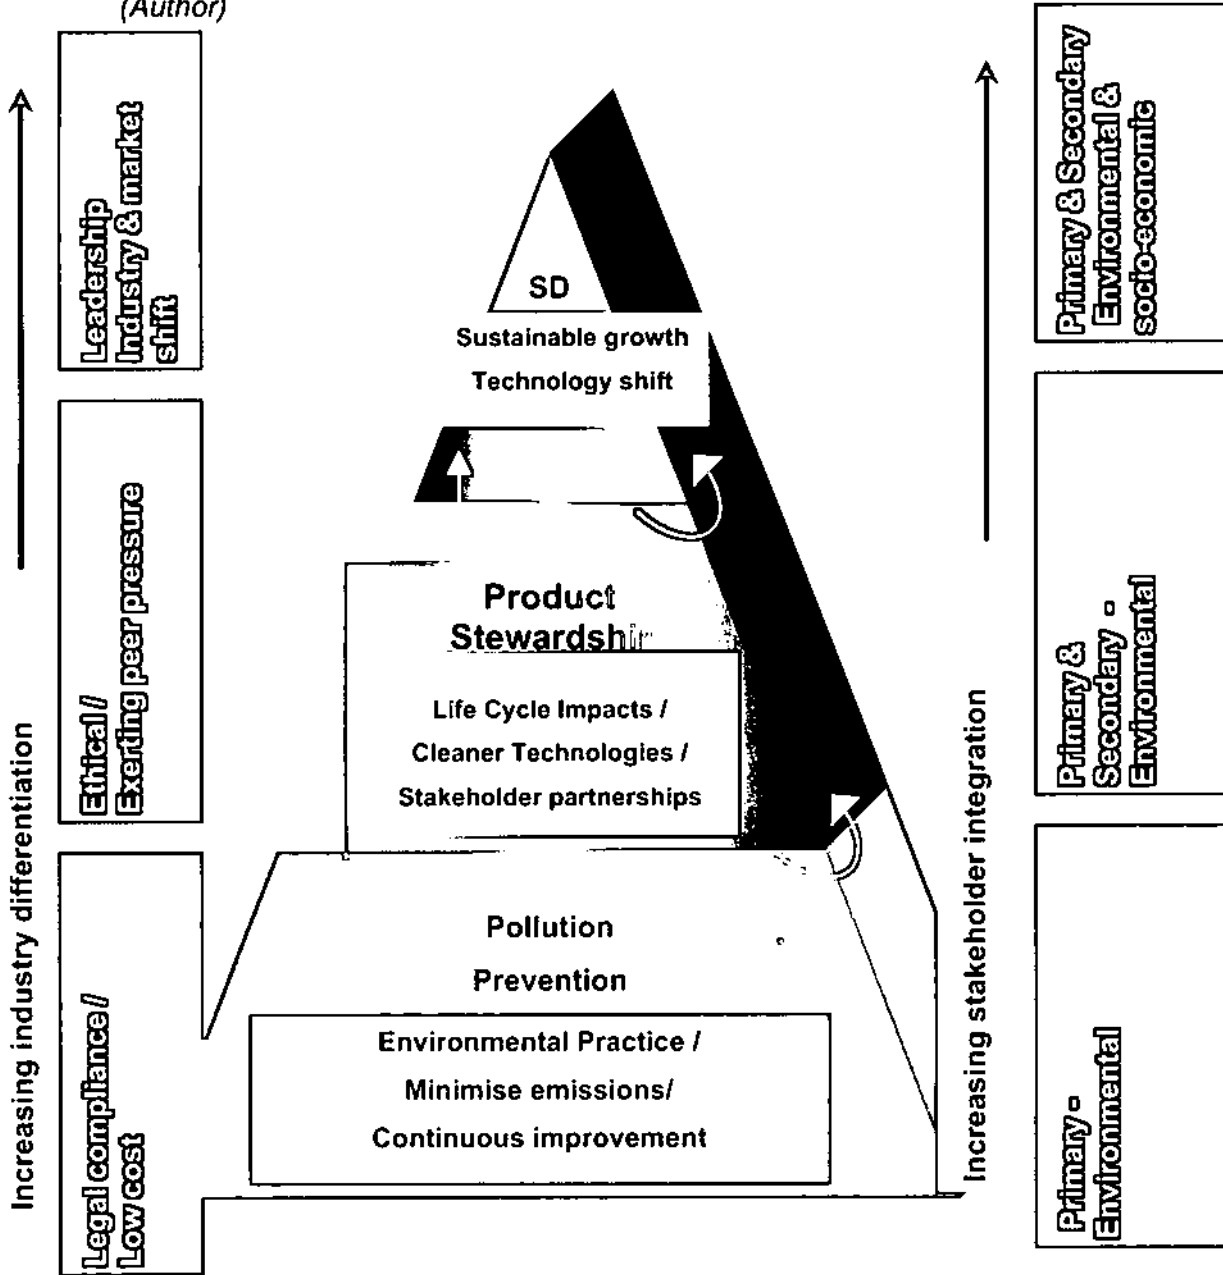 (Author)
Increasing industry differentiation
Leadership
Industry & market
shift
Ethical /
Exerting peer pressure
Legal compliance /
Low cost
SD
Sustainable growth
Technology shift
Product
Stewardship
Life Cycle Impacts /
Cleaner Technologies /
Stakeholder partnerships
Pollution
Prevention
Environmental Practice /
Minimise emissions/
Continuous improvement
Increasing stakeholder integration
Primary & Secondary
Environmental &
socio-economic
Primary &
Secondary -
Environmental
Primary -
Environmental